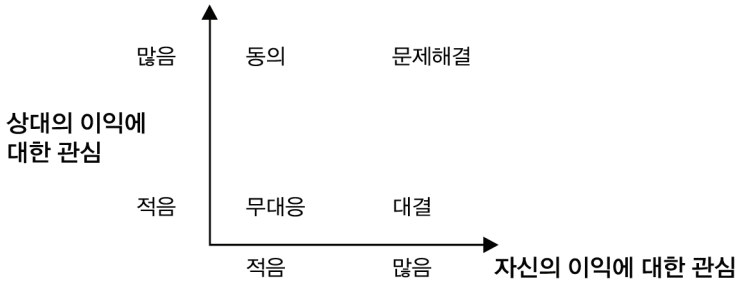 많음 동의 문제해결
상대의 이익에
대한 관심
적음 무대응 대결
적음 많음 자신의 이익에 대한 관심